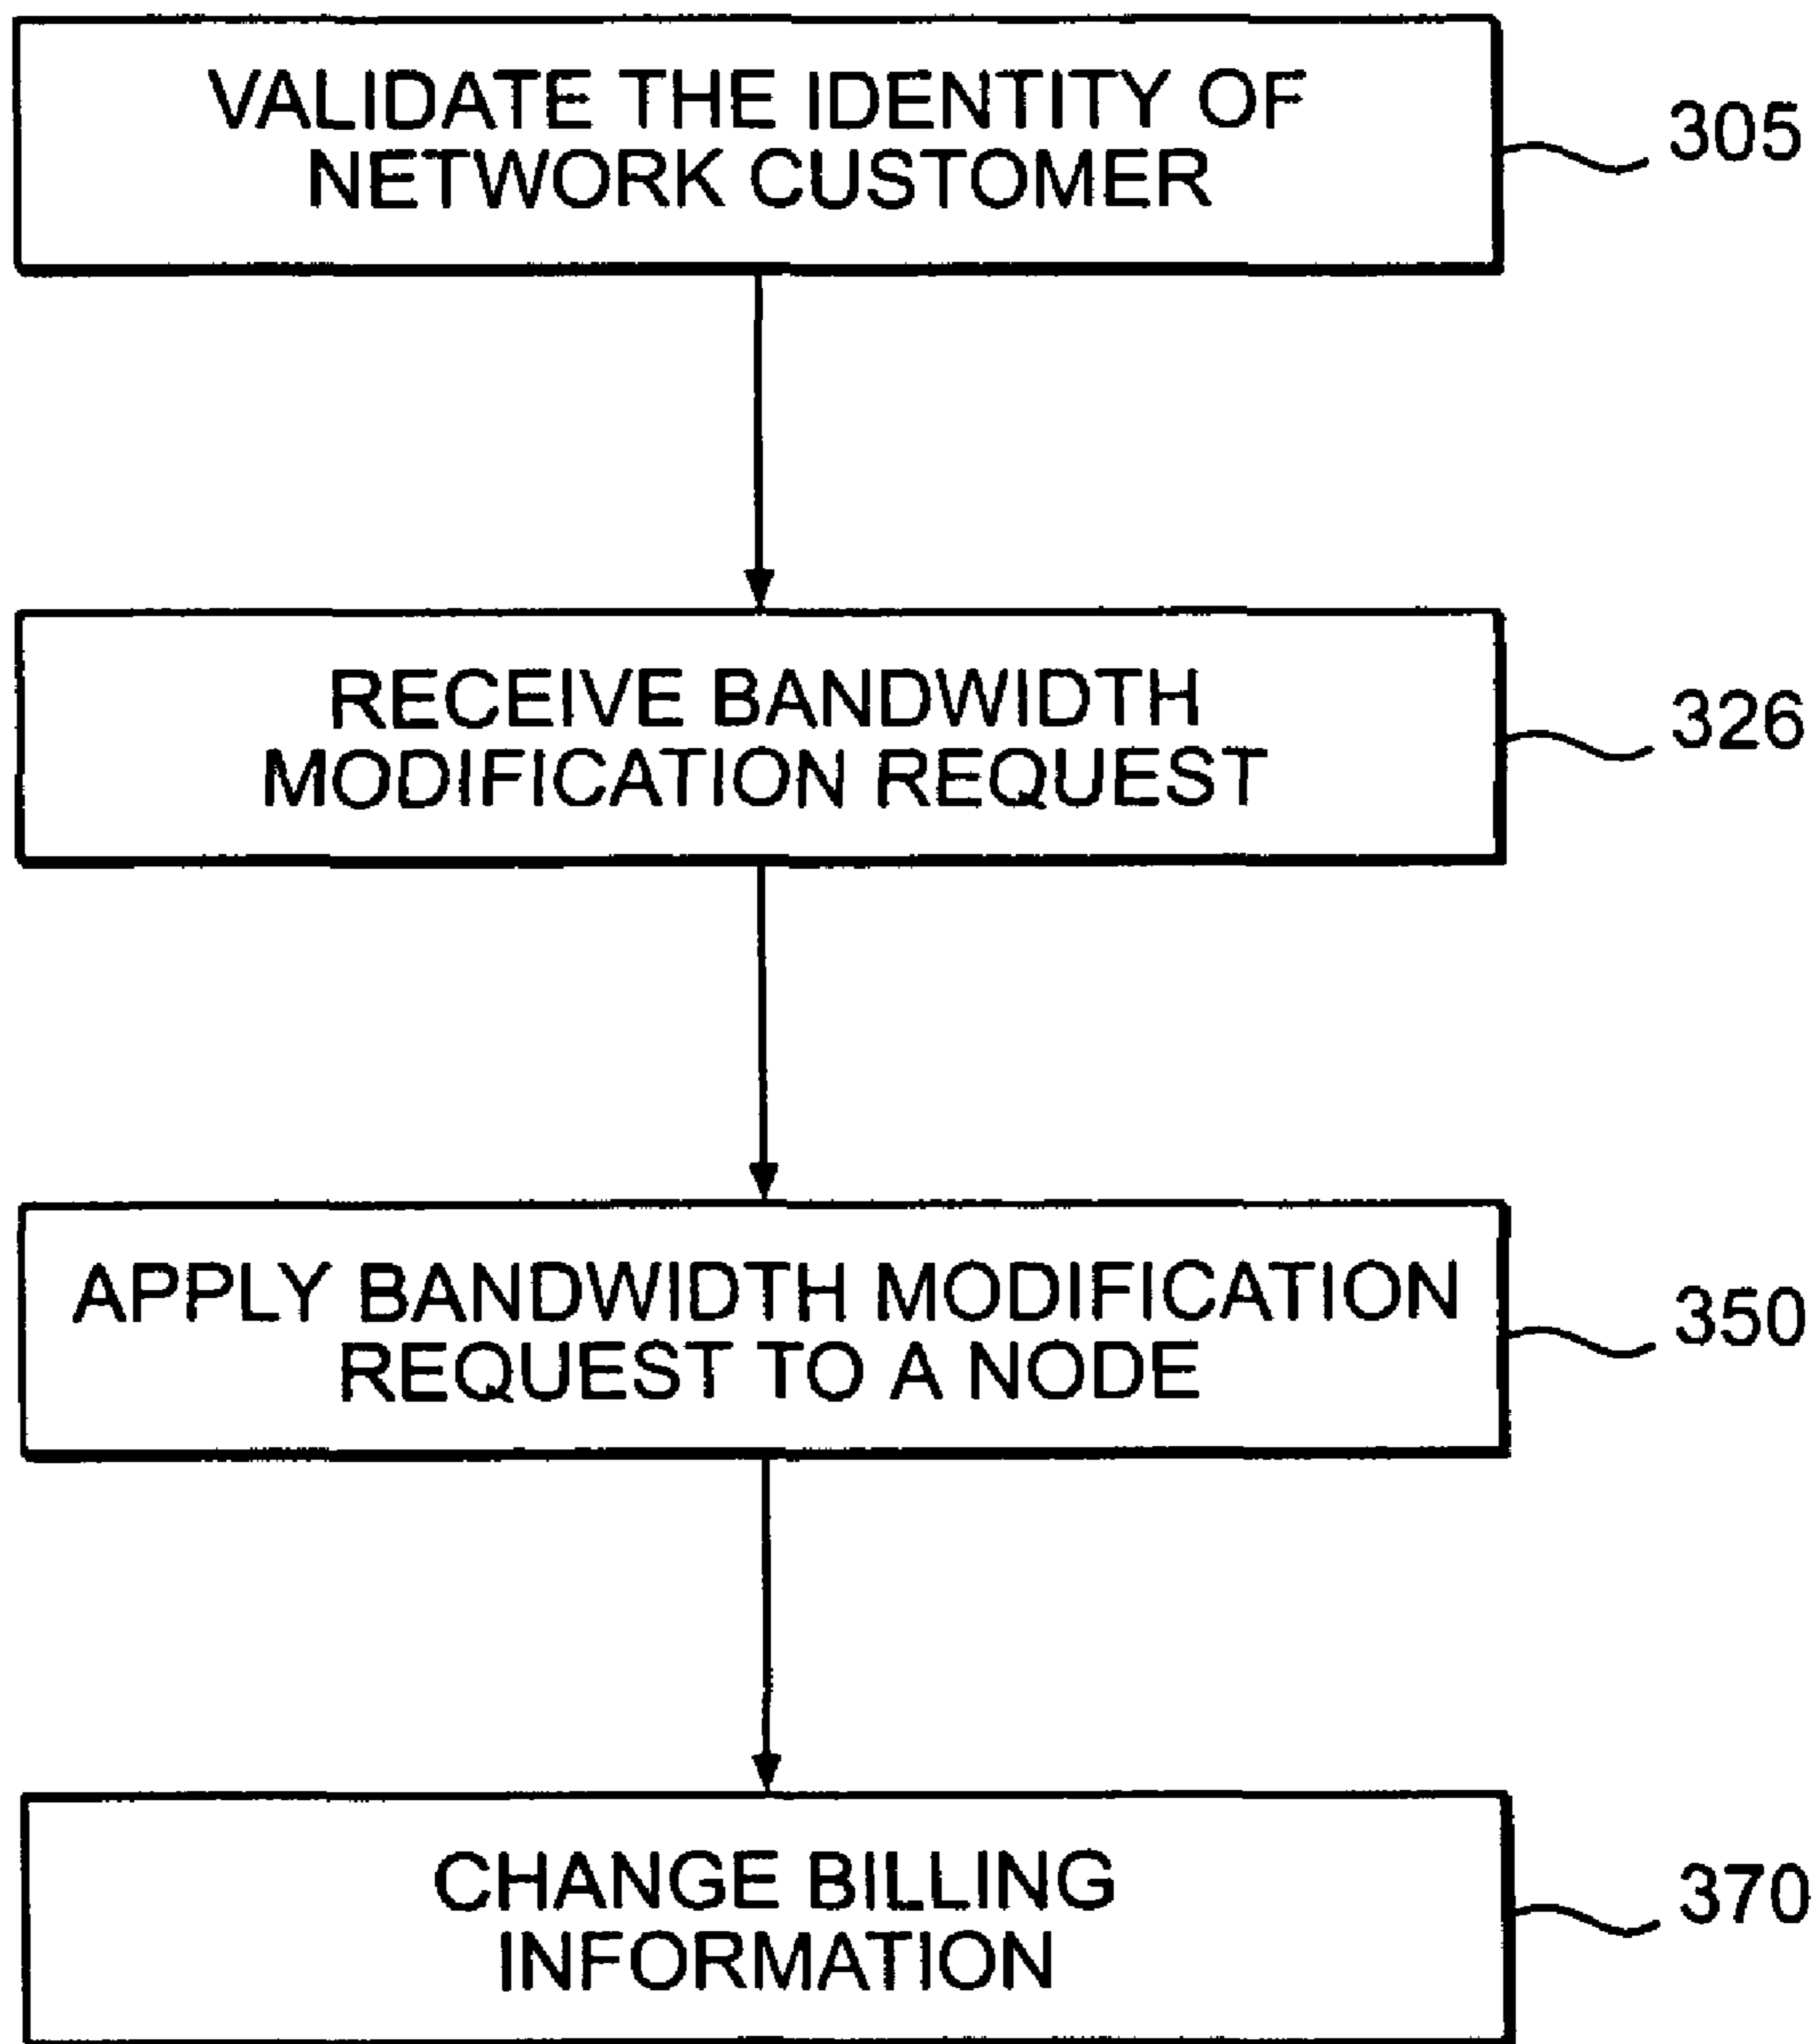 VALIDATE THE IDENTITY OF
NETWORK CUSTOMER
305
RECEIVE BANDWIDTH
MODIFICATION REQUEST
326
APPLY BANDWIDTH MODIFICATION
REQUEST TO A NODE
350
CHANGE BILLING
INFORMATION
370